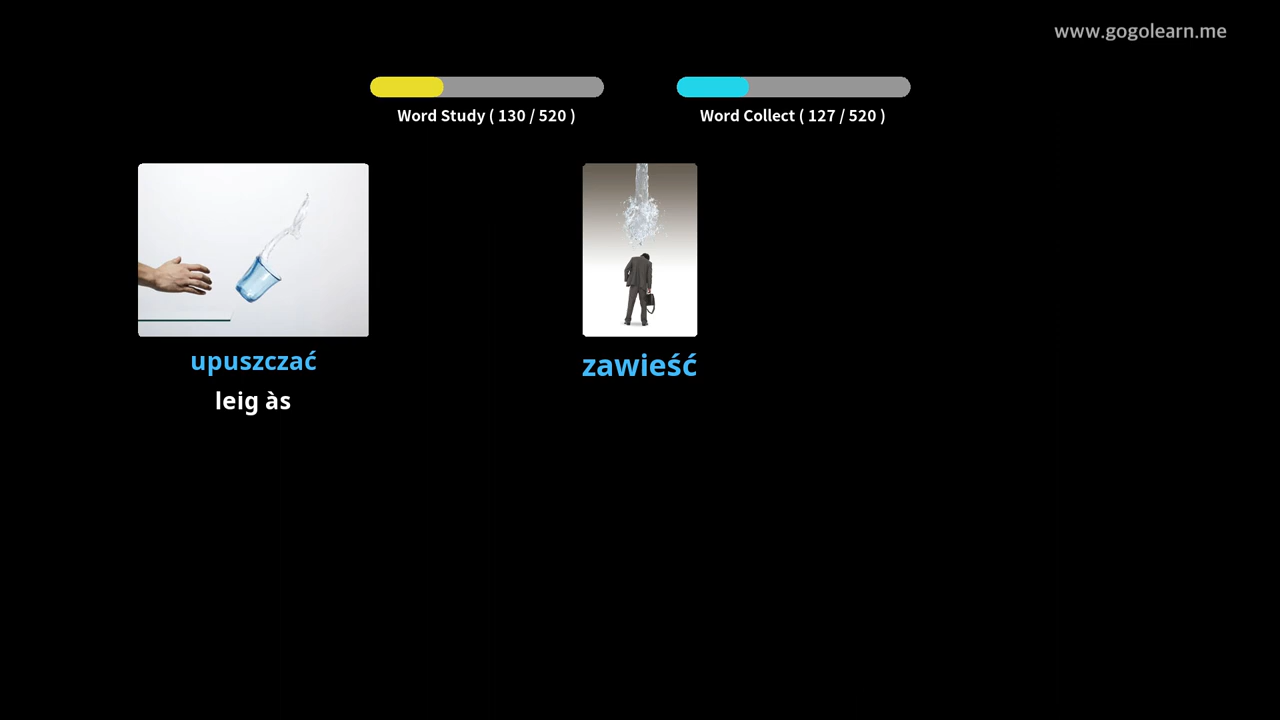 www.gogolearn.me
Word Study ( 130 / 520 )
Word Collect ( 127 / 520 )
upuszczać
leig às
zawieść